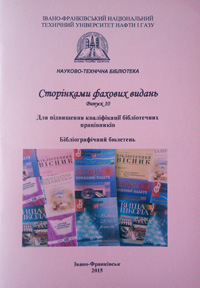 ІВАНО-ФРАНКІВСЬКИЙ НАЦІОНАЛЬНИЙ
ТЕХНІЧНИЙ УНІВЕРСИТЕТ НАФТИ І ГАЗУ
НАУКОВО-ТЕХНІЧНА БІБЛІОТЕКА
Сторінками фахових видань
Випуск 10
Для підвищення кваліфікації бібліотечних
працівників
Бібліографічний бюлетень
ВІСНИК
Івано-Франківськ
2015